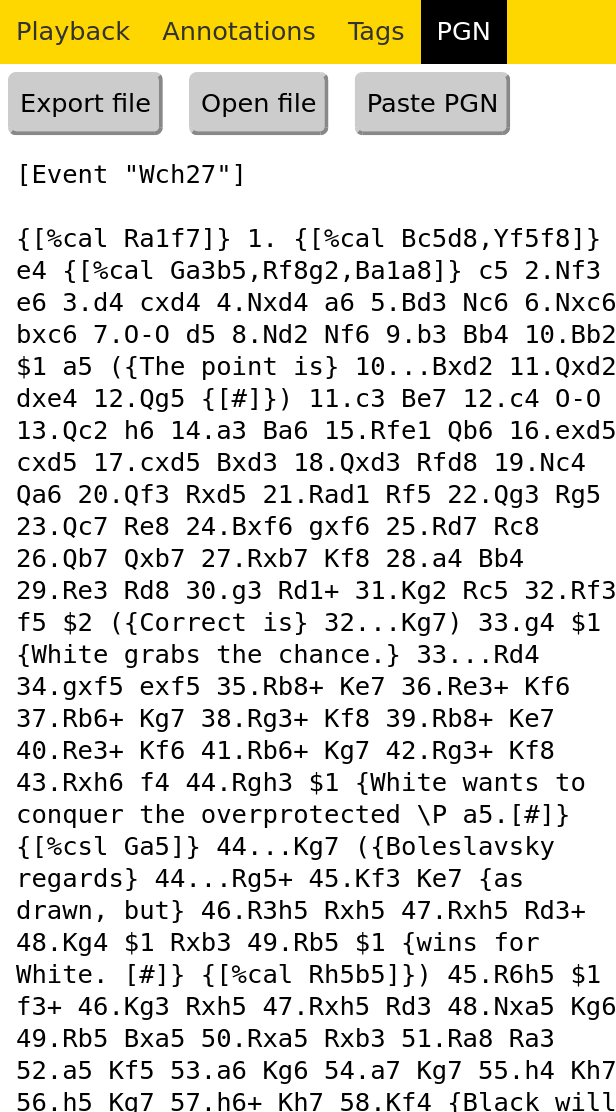 Playback Annotations Tags PGN
Export file Open file Paste PGN
[Event "Wch27"]
{[%cal Ra1f7]} 1. {[%cal Bc5d8,Yf5f8]}
e4 {[%cal Ga3b5,Rf8g2,Ba1a8]} c5 2.Nf3
e6 3.d4 cxd4 4.Nxd4 a6 5.Bd3 Nc6 6.Nxc6
bxc6 7.O-O d5 8.Nd2 Nf6 9.b3 Bb4 10.Bb2
$1 a5 ({The point is} 10...Bxd2 11.Qxd2
dxe4 12.Qg5 {[#]}) 11.c3 Be7 12.c4 O-O
13.Qc2 h6 14.a3 Ba6 15.Rfe1 Qb6 16.exd5
cxd5 17.cxd5 Bxd3 18.Qxd3 Rfd8 19.Nc4
Qa6 20.Qf3 Rxd5 21.Rad1 Rf5 22.Qg3 Rg5
23.Qc7 Re8 24.Bxf6 gxf6 25.Rd7 Rc8
26.Qb7 Qxb7 27.Rxb7 Kf8 28.a4 Bb4
29.Re3 Rd8 30.g3 Rd1+ 31.Kg2 Rc5 32.Rf3
f5 $2 ({Correct is} 32...Kg7) 33.g4 $1
{White grabs the chance.} 33...Rd4
34.gxf5 exf5 35.Rb8+ Ke7 36.Re3+ Kf6
37.Rb6+ Kg7 38.Rg3+ Kf8 39.Rb8+ Ke7
40.Re3+ Kf6 41.Rb6+ Kg7 42.Rg3+ Kf8
43.Rxh6 f4 44.Rgh3 $1 {White wants to
conquer the overprotected \P a5.[#]}
{[%csl Ga5]} 44...Kg7 ({Boleslavsky
regards} 44...Rg5+ 45.Kf3 Ke7 {as
drawn, but} 46.R3h5 Rxh5 47.Rxh5 Rd3+
48.Kg4 $1 Rxb3 49.Rb5 $1 {wins for
White. [#]} {[%cal Rh5b5]}) 45.R6h5 $1
f3+ 46.Kg3 Rxh5 47.Rxh5 Rd3 48.Nxa5 Kg6
49.Rb5 Bxa5 50.Rxa5 Rxb3 51.Ra8 Ra3
52.a5 Kf5 53.a6 Kg6 54.a7 Kg7 55.h4 Kh7
56.h5 Kg7 57.h6+ Kh7 58.Kf4 {Black will